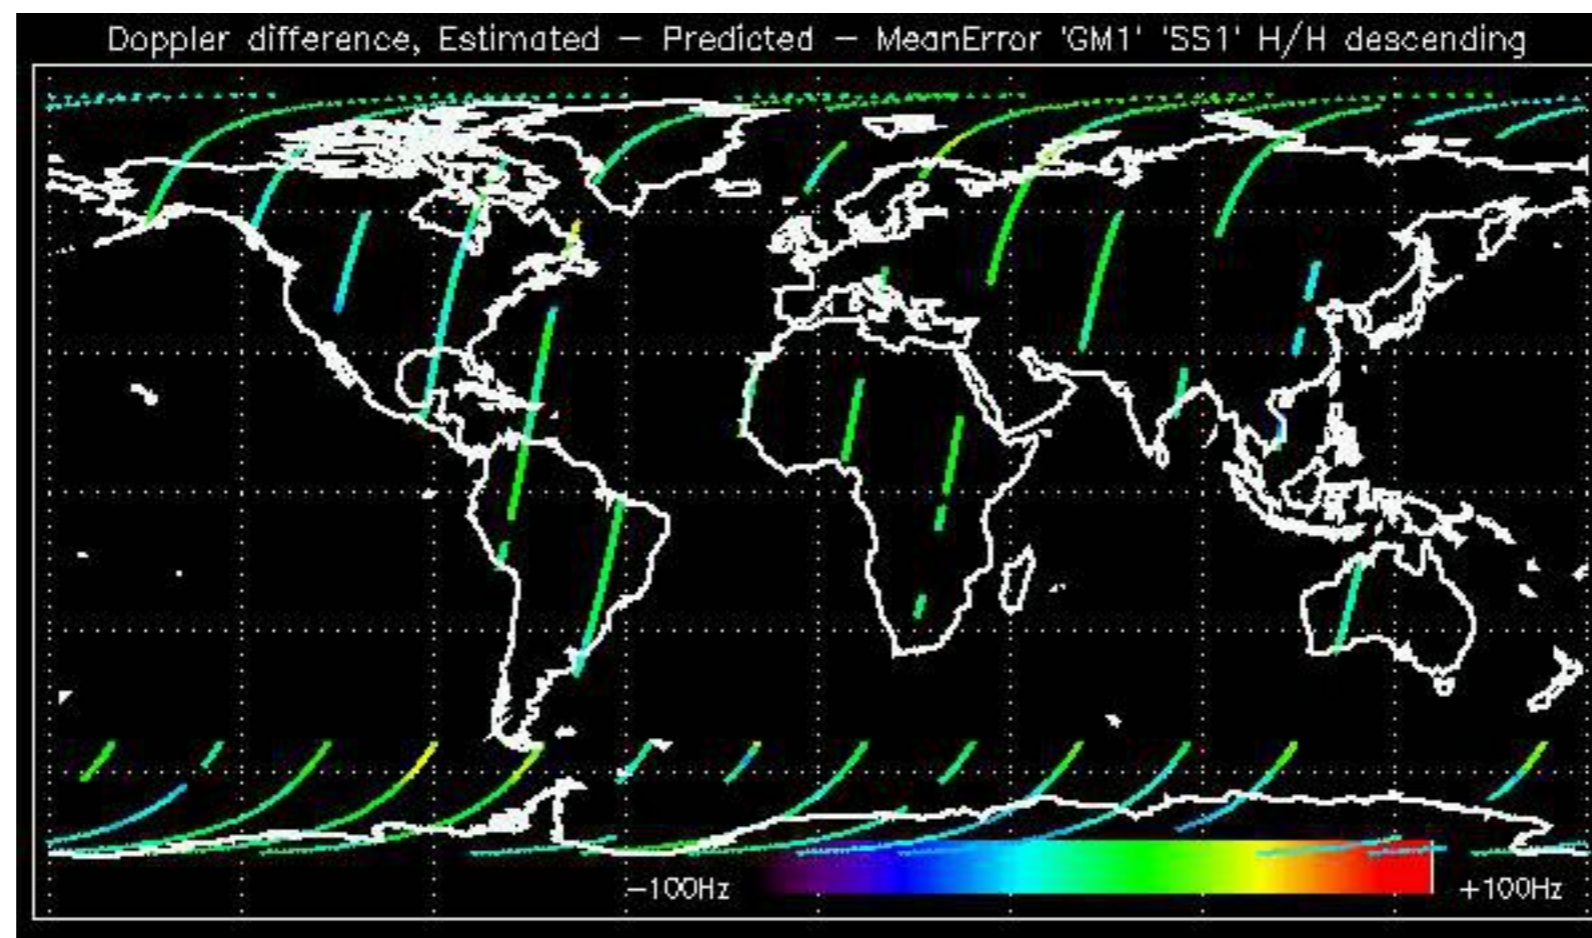 Doppler difference, Estimated – Predicted – MeanError 'GM1' 'SS1' H/H descending
–100Hz +100Hz